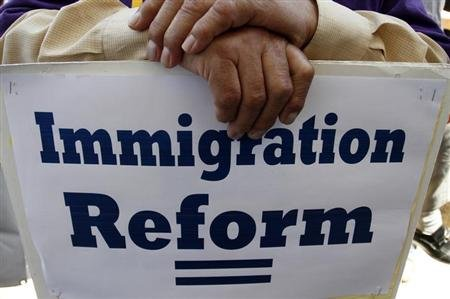 Immigration
Reform
=